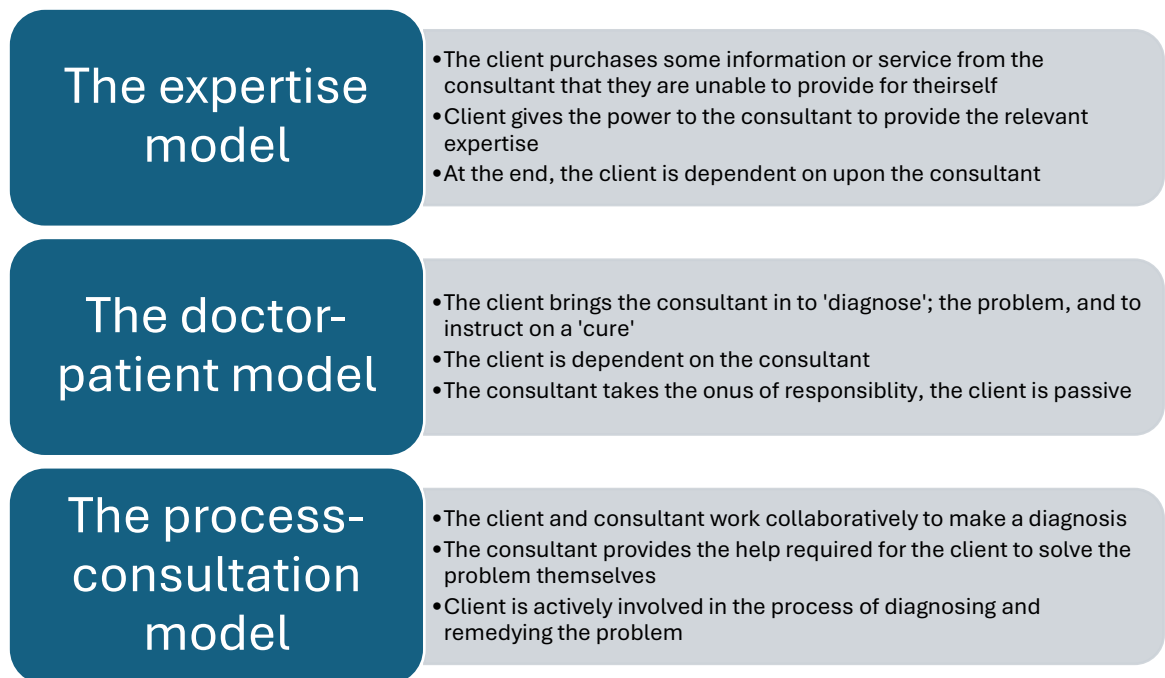 The expertise
model
•The client purchases some information or service from the
consultant that they are unable to provide for theirself
•Client gives the power to the consultant to provide the relevant
expertise
•At the end, the client is dependent on upon the consultant
The doctor-
patient model
•The client brings the consultant in to 'diagnose'; the problem, and to
instruct on a 'cure'
•The client is dependent on the consultant
•The consultant takes the onus of responsiblity, the client is passive
The process-
consultation
model
•The client and consultant work collaboratively to make a diagnosis
•The consultant provides the help required for the client to solve the
problem themselves
•Client is actively involved in the process of diagnosing and
remedying the problem